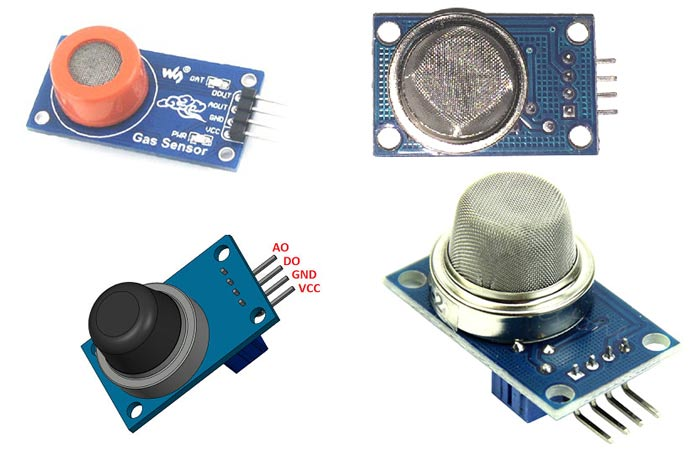 W
DAT
DOUT
AOUT
GND
VCC
PWR
Gas Sensor
AO
DO
GND
VCC